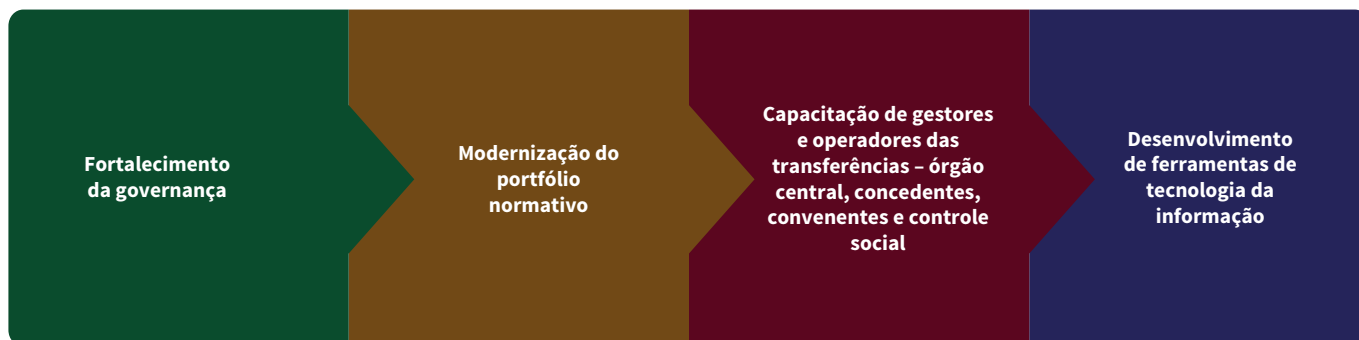 Fortalecimento
da governança
Modernização do
portfólio
normativo
Capacitação de gestores
e operadores das
transferências – órgão
central, concedentes,
convenentes e controle
social
Desenvolvimento
de ferramentas de
tecnologia da
informação